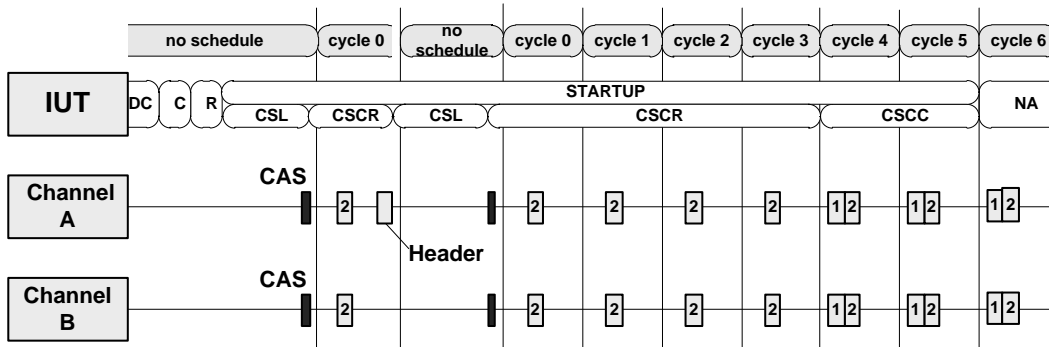 no schedule cycle 0 no schedule cycle 0 cycle 1 cycle 2 cycle 3 cycle 4 cycle 5 cycle 6
IUT
DC C R STARTUP NA
CSL CSCR CSL CSCR CSCC
CAS
Channel A
2 2 2 2 2 1 2 1 2 1 2
Header
CAS
Channel B
2 2 2 2 2 1 2 1 2 1 2